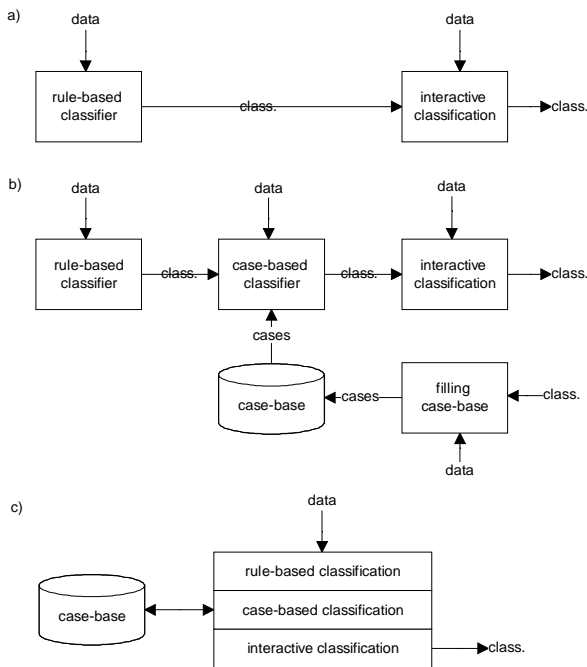 a)
data
data
rule-based
classifier
class.
interactive
classification
class.
b)
data
data
data
rule-based
classifier
class.
case-based
classifier
class.
interactive
classification
class.
cases
case-base
cases
filling
case-base
class.
data
c)
data
rule-based classification
case-base
case-based classification
interactive classification
class.